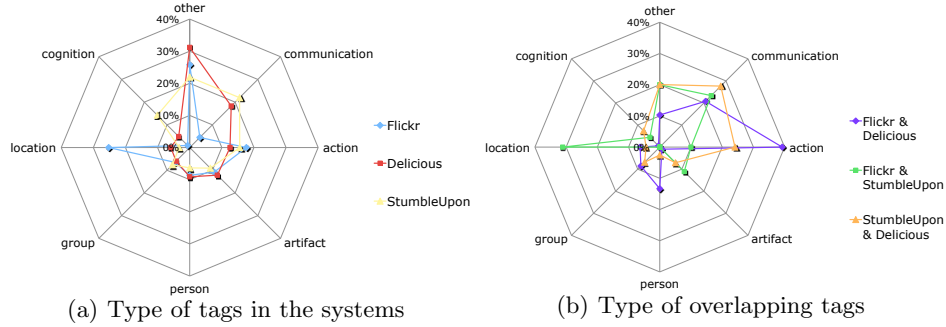 other
40%
30%
20%
10%
0%
cognition
communication
location
action
group
artifact
person
Flickr
Delicious
StumbleUpon
(a) Type of tags in the systems
other
40%
30%
20%
10%
0%
cognition
communication
location
action
group
artifact
person
Flickr &
Delicious
Flickr &
StumbleUpon
StumbleUpon
& Delicious
(b) Type of overlapping tags